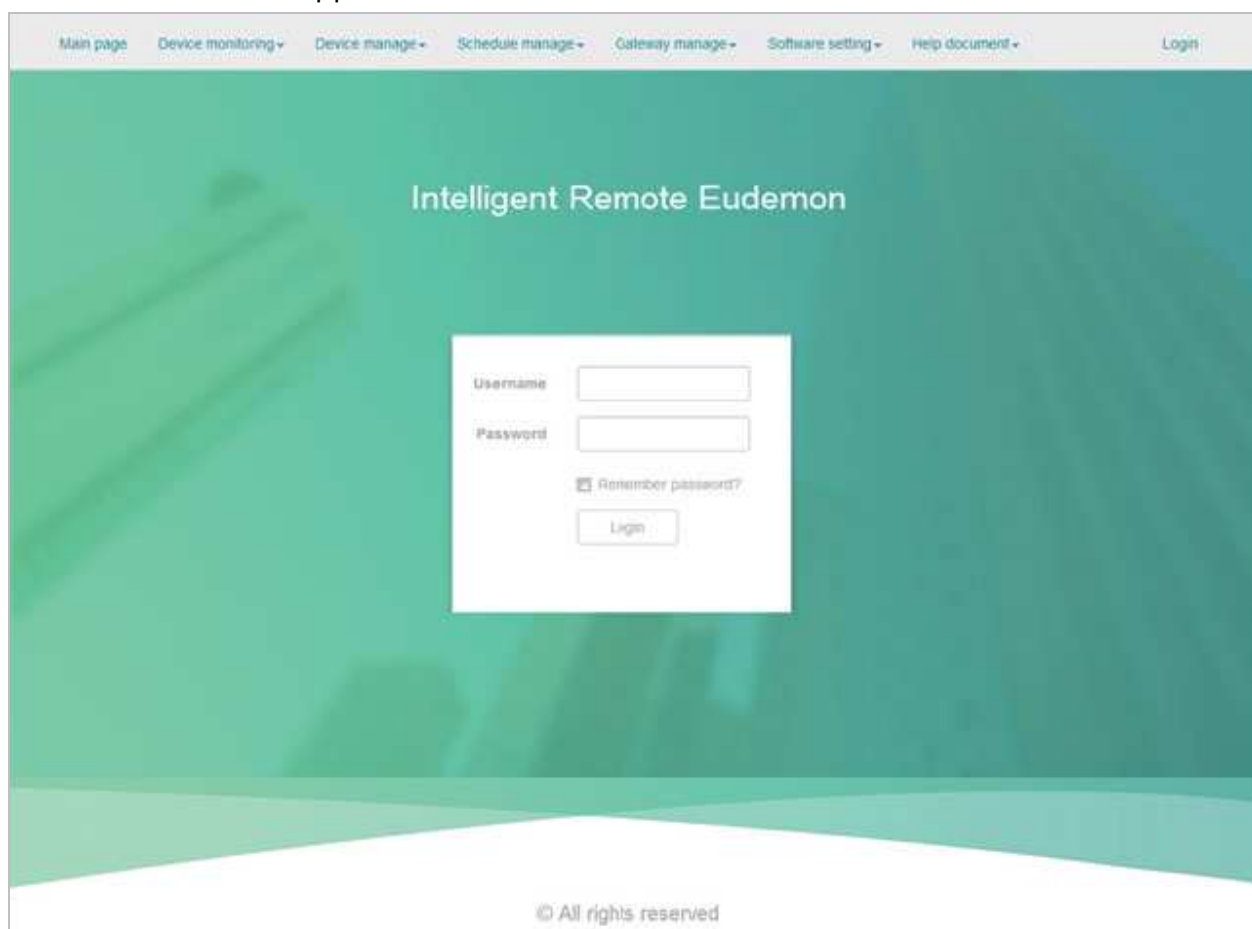 Main page Device monitoring Device manage Schedule manage Gateway manage Software setting Help document Login
Intelligent Remote Eudemon
Username
Password
Remember password?
Login
© All rights reserved